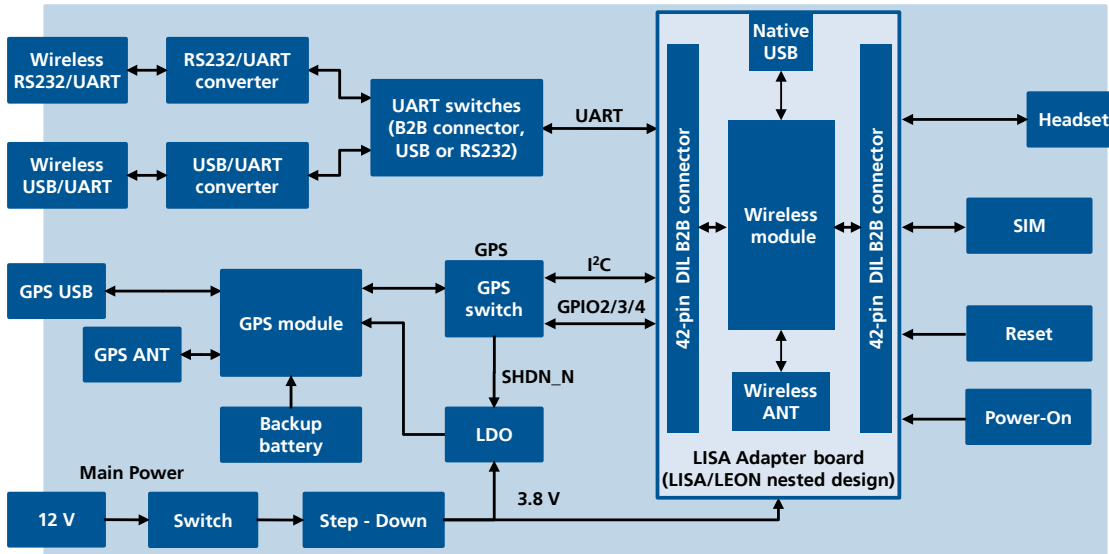 Wireless
RS232/UART
RS232/UART
converter
UART switches
(B2B connector,
USB or RS232)
UART
Wireless
USB/UART
USB/UART
converter
Native
USB
42-pin DIL B2B connector
Wireless
module
42-pin DIL B2B connector
Wireless
ANT
LISA Adapter board
(LISA/LEON nested design)
Headset
SIM
Reset
Power-On
GPS USB
GPS ANT
GPS module
GPS
GPS
switch
I²C
GPIO2/3/4
SHDN_N
Backup
battery
LDO
Main Power
12 V
Switch
Step - Down
3.8 V